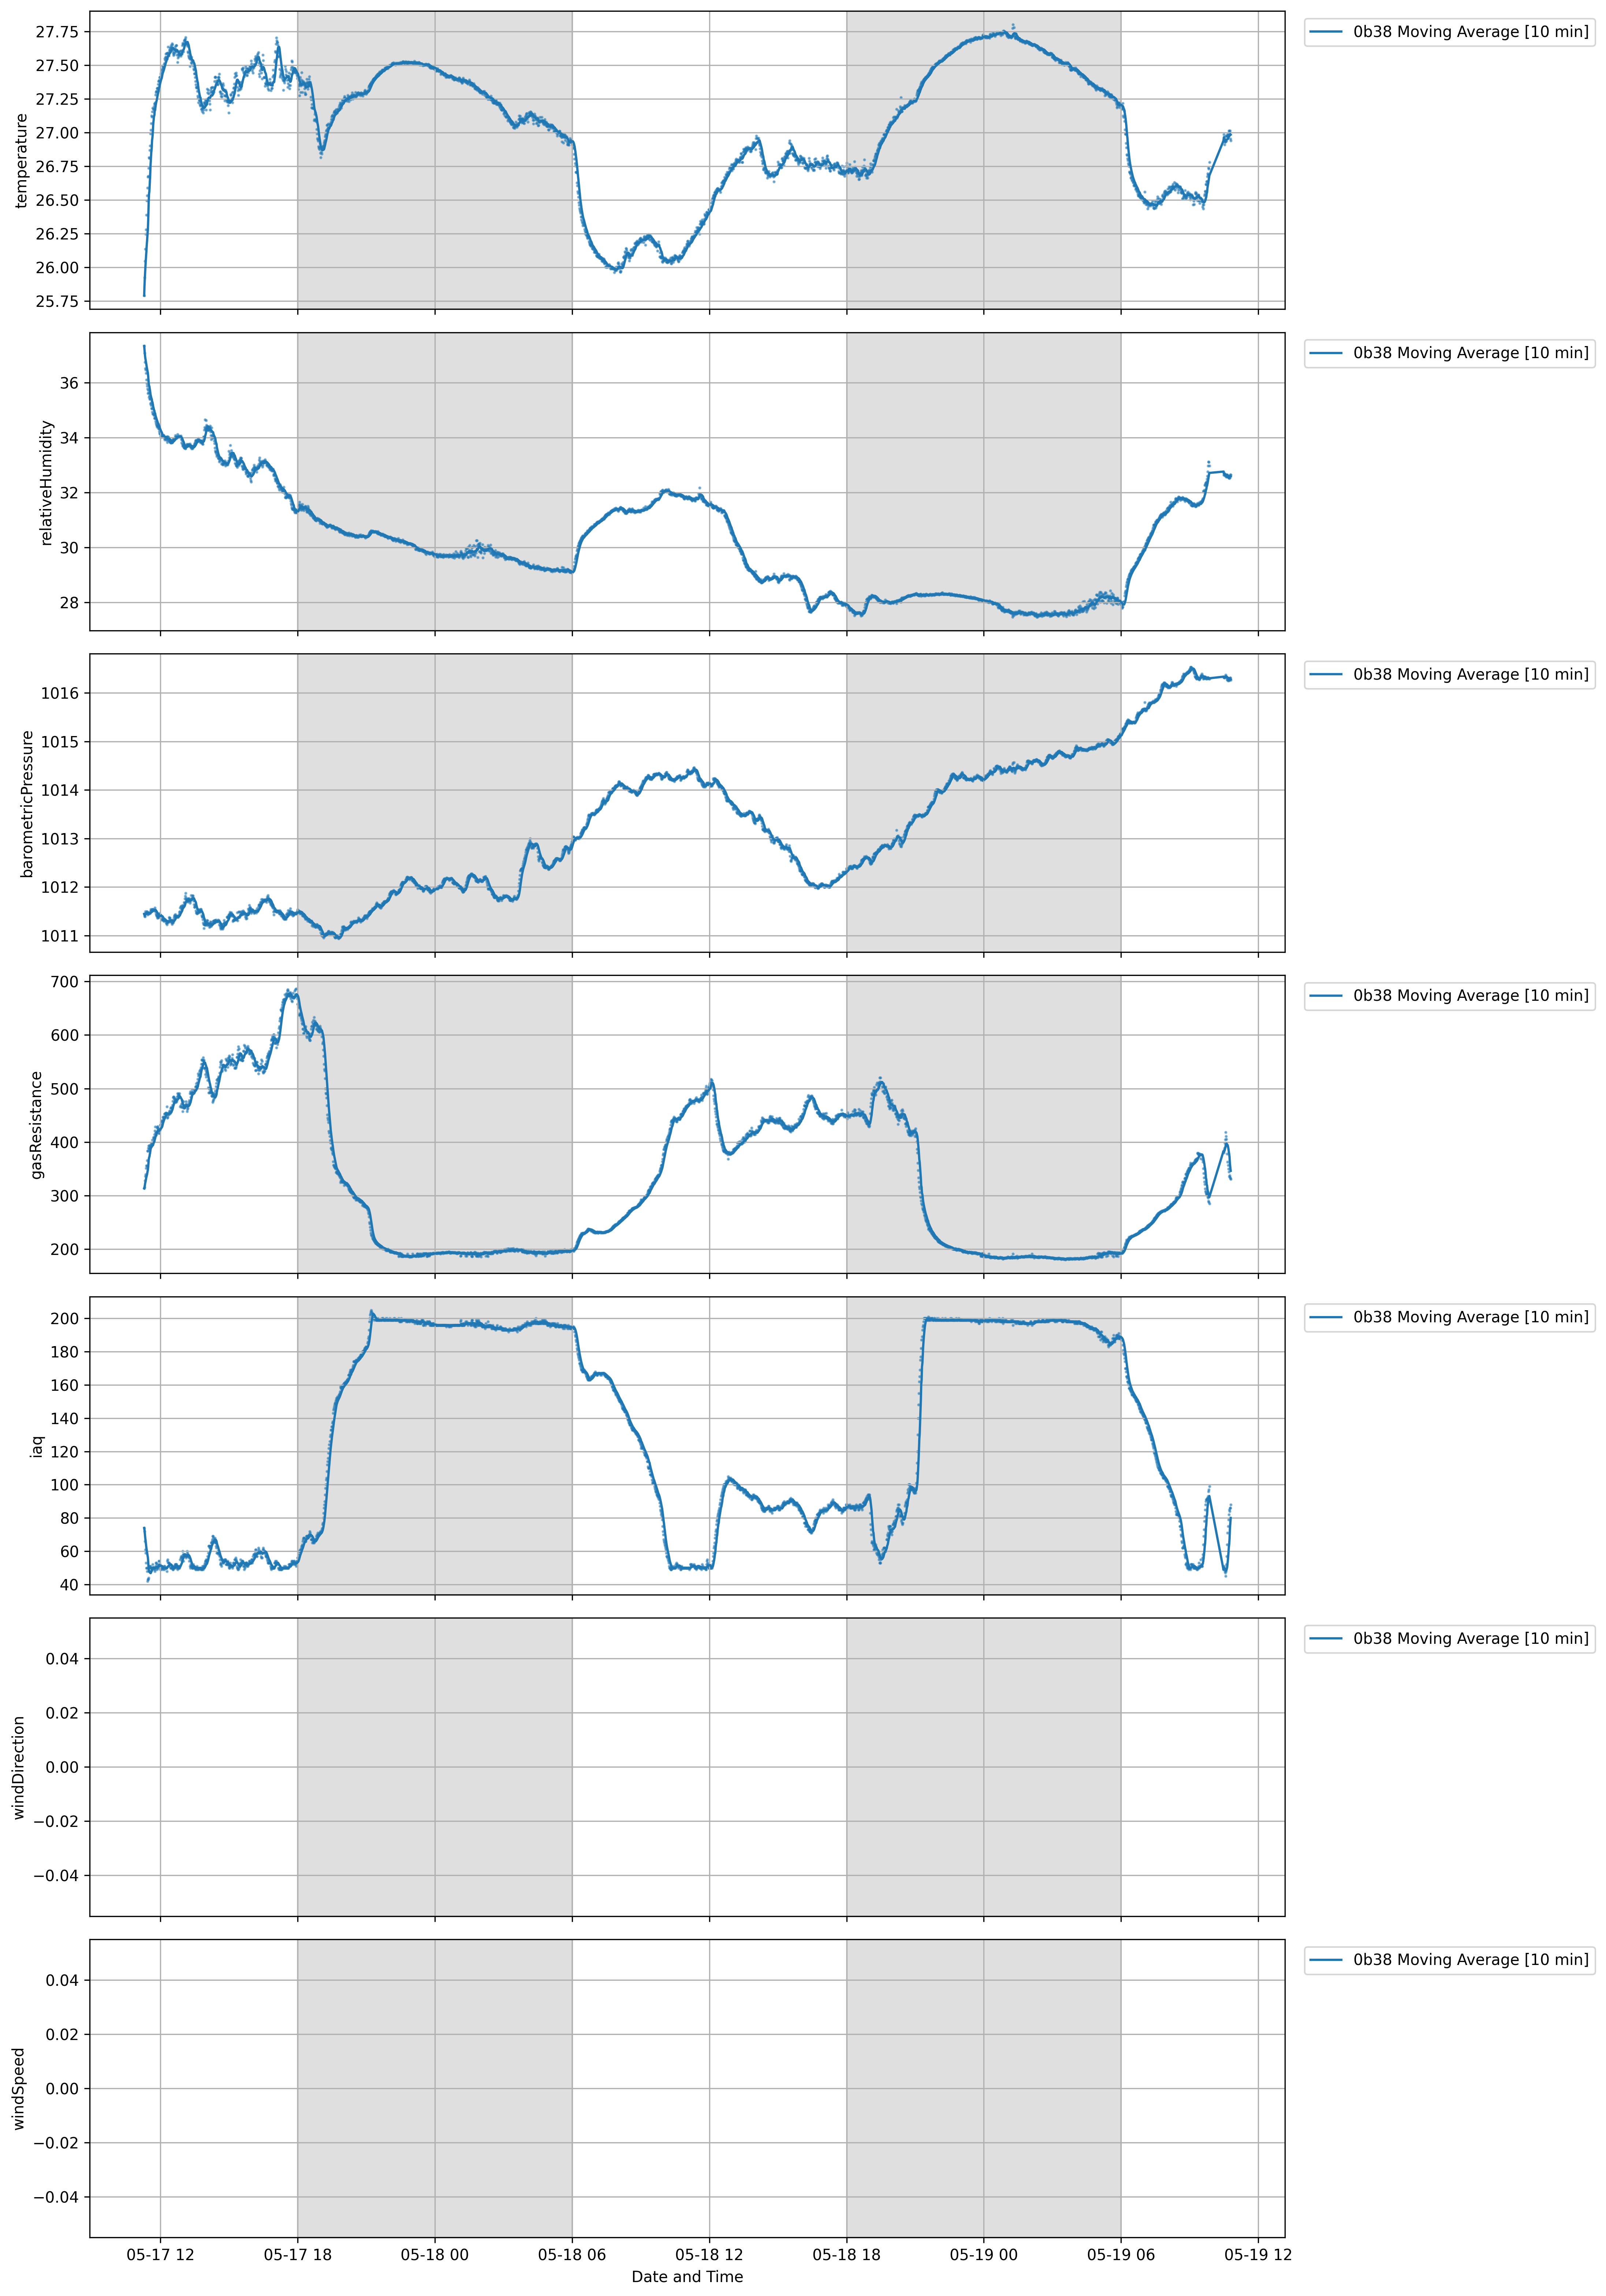 27.75
27.50
27.25
27.00
26.75
26.50
26.25
26.00
25.75
temperature
0b38 Moving Average [10 min]
36
34
32
30
28
relativeHumidity
0b38 Moving Average [10 min]
1016
1015
1014
1013
1012
1011
barometricPressure
0b38 Moving Average [10 min]
700
600
500
400
300
200
gasResistance
0b38 Moving Average [10 min]
200
180
160
140
120
100
80
60
40
iaq
0b38 Moving Average [10 min]
0.04
0.02
0.00
−0.02
−0.04
windDirection
0b38 Moving Average [10 min]
0.04
0.02
0.00
−0.02
−0.04
windSpeed
0b38 Moving Average [10 min]
05-17 12 05-17 18 05-18 00 05-18 06 05-18 12 05-18 18 05-19 00 05-19 06 05-19 12
Date and Time